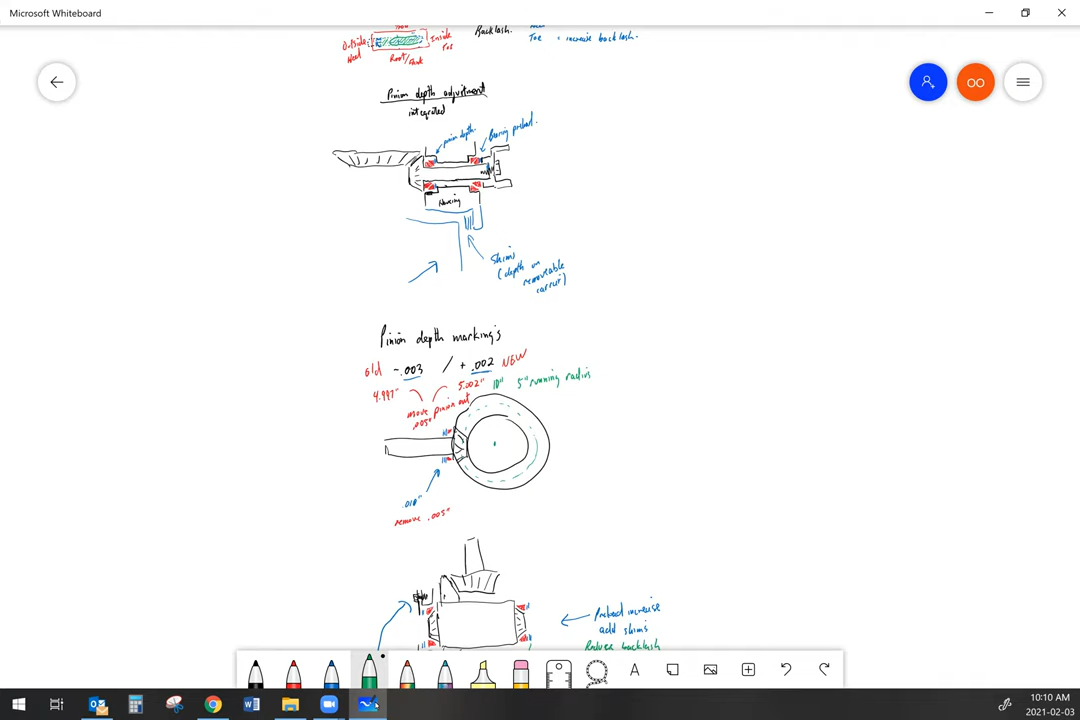 Microsoft Whiteboard
Outside
Heel
Inside
Toe
Root/Flank
Backlash.
Toe = increase backlash.
OO
Pinion depth adjustment
integrated
pinion depth
Bearing preload.
Housing
Shims
(depth on
removeable
carrier)
Pinion depth marking's
old -.003 / + .002 NEW
4.997" 5.002" 10" 5" running radius
move pinion out
.005"
.010"
remove .005"
Preload increase
add shims
Reduce backlash
A
10:10 AM
2021-02-03